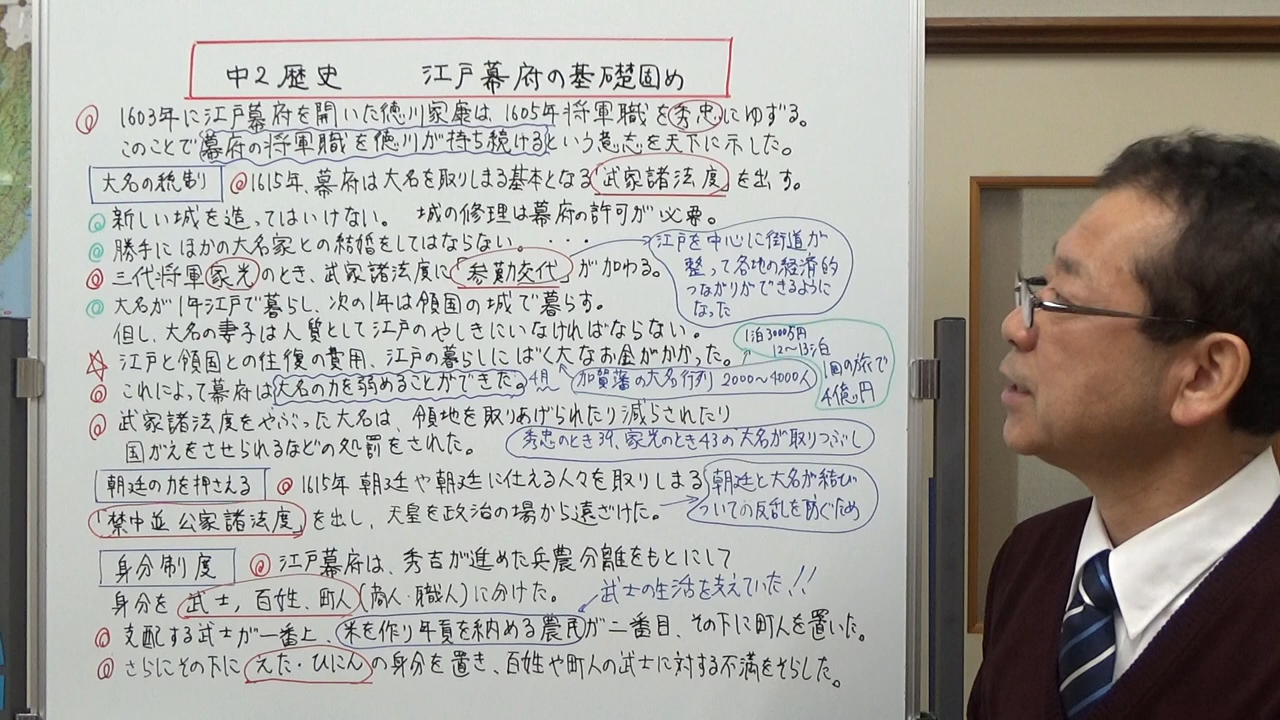 中2歴史 江戸幕府の基礎固め
◎ 1603年に江戸幕府を開いた徳川家康は、1605年将軍職を秀忠にゆずる。
このことで幕府の将軍職を徳川が持ち続けるという意志を天下に示した。
大名の統制 ◎1615年、幕府は大名を取りしまる基本となる「武家諸法度」を出す。
◎ 新しい城を造ってはいけない。 城の修理は幕府の許可が必要。
◎ 勝手にほかの大名家との結婚をしてはならない。・・・
江戸を中心に街道が
整って各地の経済的
つながりができるように
なった
◎ 三代将軍家光のとき、武家諸法度に「参勤交代」が加わる。
◎ 大名が1年江戸で暮らし、次の1年は領国の城で暮らす。
但し、大名の妻子は人質として江戸のやしきにいなければならない。
☆ 江戸と領国との往復の費用、江戸の暮らしにばく大なお金がかかった。
1泊3000万円
12〜13泊
1回の旅で
4億円
◎ これによって幕府は大名の力を弱めることができた。
加賀藩の大名行列 2000〜4000人
◎ 武家諸法度をやぶった大名は、領地を取りあげられたり減らされたり
国がえをさせられるなどの処罰をされた。
秀忠のとき39、家光のとき43の大名が取りつぶし
朝廷の力を押さえる ◎ 1615年 朝廷や朝廷に仕える人々を取りしまる
「禁中並公家諸法度」を出し、天皇を政治の場から遠ざけた。
朝廷と大名が結び
ついての反乱を防ぐため
身分制度 ◎ 江戸幕府は、秀吉が進めた兵農分離をもとにして
身分を武士,百姓、町人(商人・職人)に分けた。
武士の生活を支えていた!!
◎ 支配する武士が一番上、米を作り年貢を納める農民が二番目、その下に町人を置いた。
◎ さらにその下にえた・ひにんの身分を置き、百姓や町人の武士に対する不満をそらした。